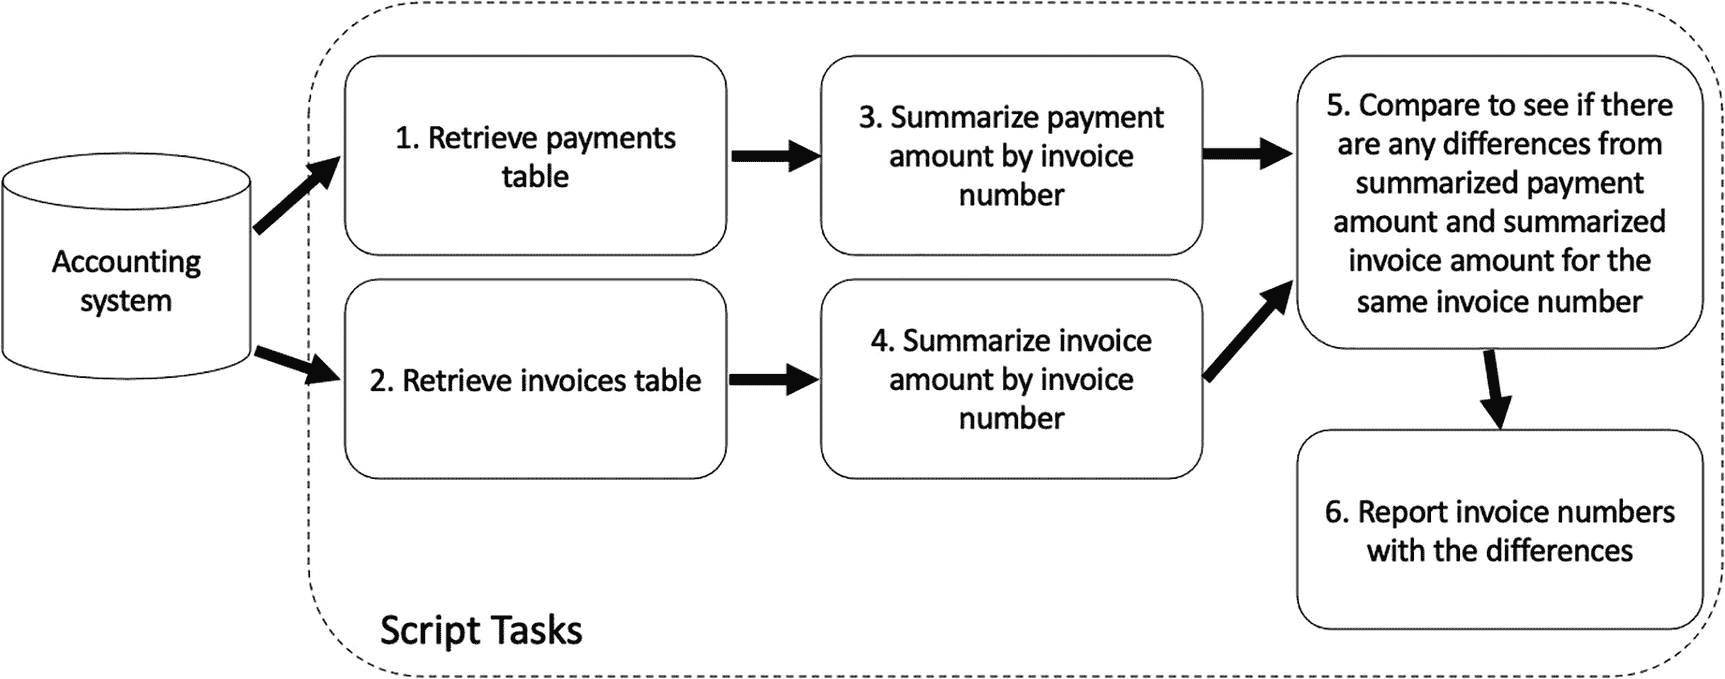 Accounting
system
1. Retrieve payments
table
2. Retrieve invoices table
3. Summarize payment
amount by invoice
number
4. Summarize invoice
amount by invoice
number
5. Compare to see if there
are any differences from
summarized payment
amount and summarized
invoice amount for the
same invoice number
6. Report invoice numbers
with the differences
Script Tasks